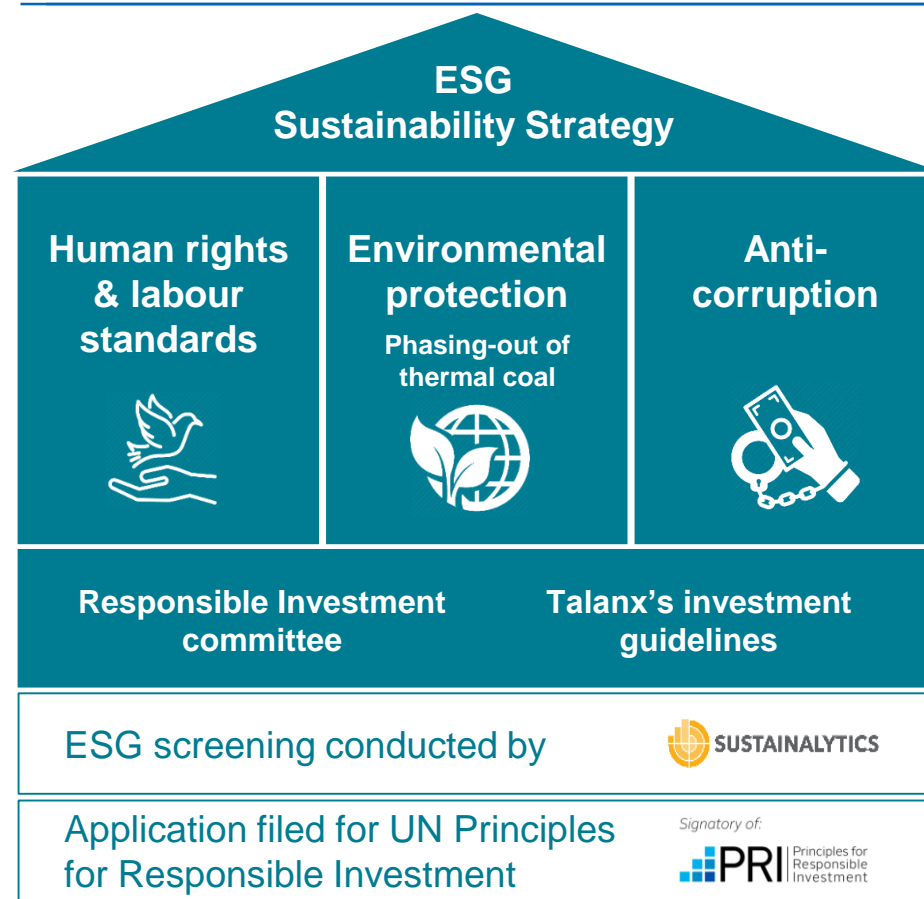 ESG
Sustainability Strategy
Human rights
& labour
standards
Environmental
protection
Phasing-out of
thermal coal
Anti-
corruption
Responsible Investment
committee
Talanx’s investment
guidelines
ESG screening conducted by
SUSTAINALYTICS
Application filed for UN Principles
for Responsible Investment
Signatory of:
PRI
Principles for
Responsible
Investment